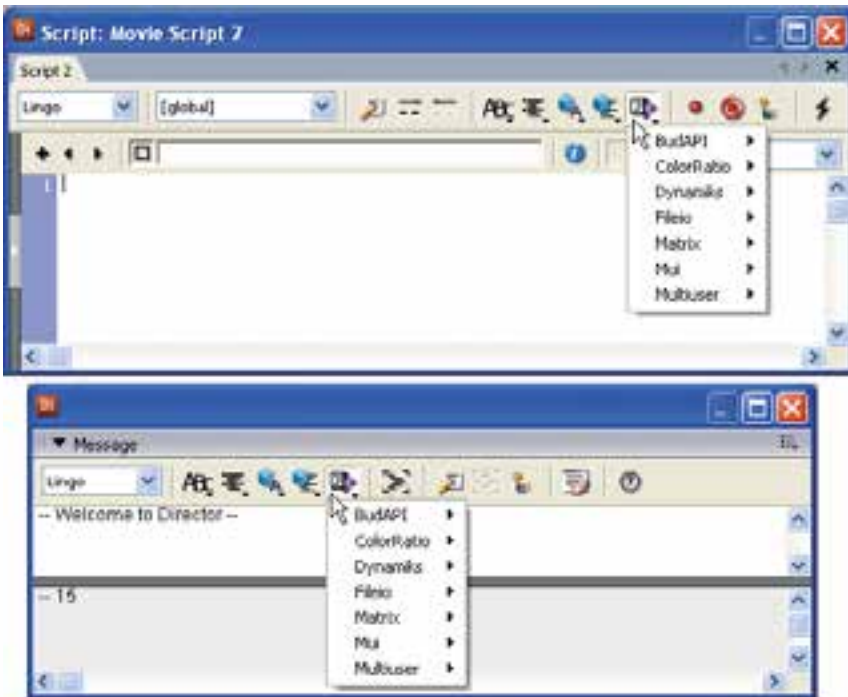 Script: Movie Script 7
Script 2
Lingo [global]
BudAPI
ColorRatio
Dynamiks
Fileio
Matrix
Mui
Multiuser
1
Message
Lingo
-- Welcome to Director --
BudAPI
ColorRatio
Dynamiks
Fileio
Matrix
Mui
Multiuser
-- 15